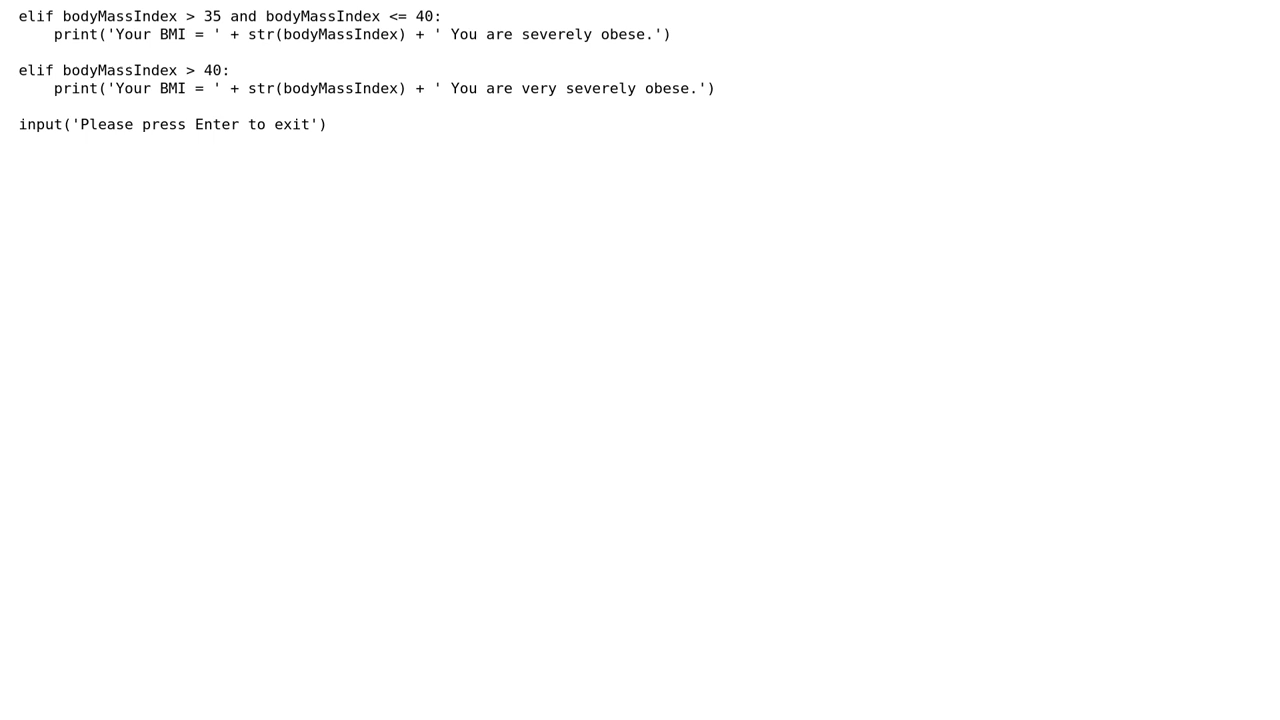 elif bodyMassIndex > 35 and bodyMassIndex <= 40:
    print('Your BMI = ' + str(bodyMassIndex) + ' You are severely obese.')

elif bodyMassIndex > 40:
    print('Your BMI = ' + str(bodyMassIndex) + ' You are very severely obese.')

input('Please press Enter to exit')